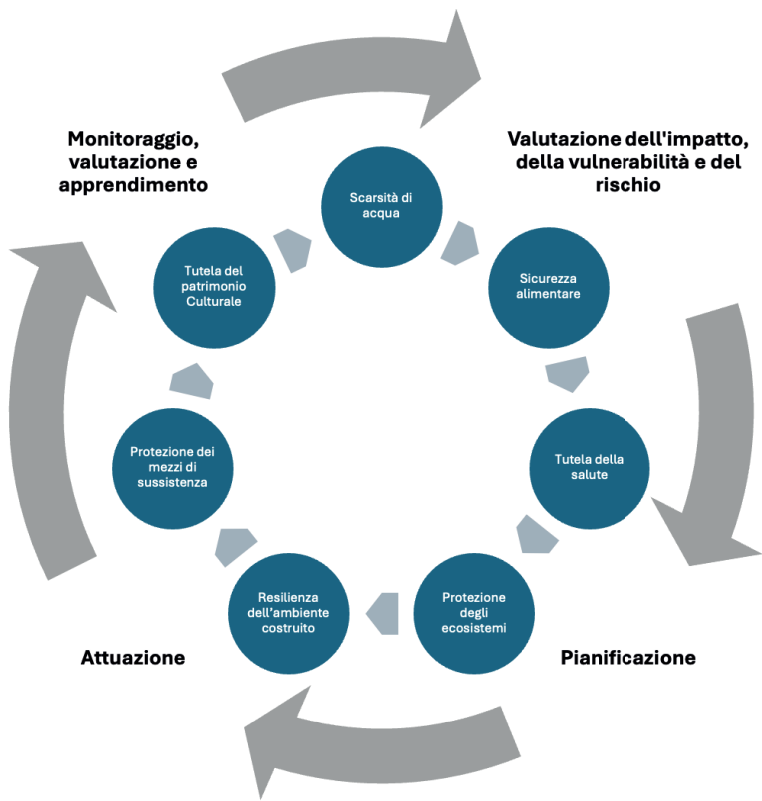 Monitoraggio,
valutazione e
apprendimento
Valutazione dell'impatto,
della vulnerabilità e del
rischio
Scarsità di
acqua
Sicurezza
alimentare
Tutela della
salute
Protezione
degli
ecosistemi
Resilienza
dell'ambiente
costruito
Protezione dei
mezzi di
sussistenza
Tutela del
patrimonio
Culturale
Attuazione
Pianificazione